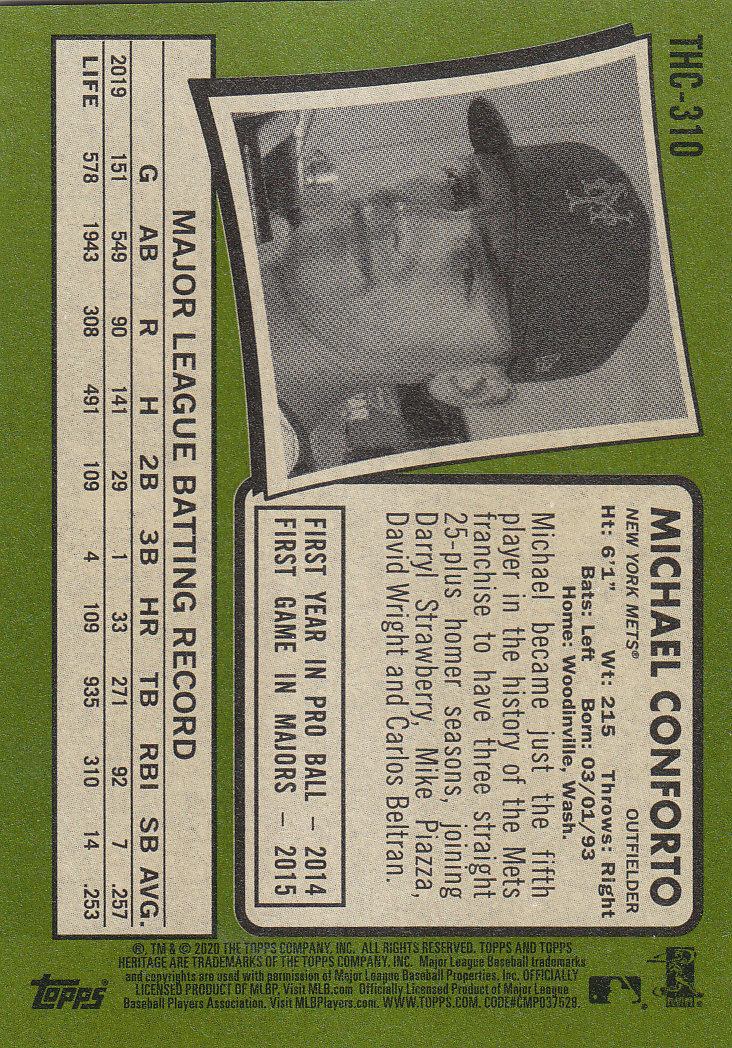 THC-310
MICHAEL CONFORTO
NEW YORK METS® OUTFIELDER
Ht: 6'1" Wt: 215 Throws: Right
Bats: Left Born: 03/01/93
Home: Woodinville, Wash.
Michael became just the fifth
player in the history of the Mets
franchise to have three straight
25-plus homer seasons, joining
Darryl Strawberry, Mike Piazza,
David Wright and Carlos Beltran.
FIRST YEAR IN PRO BALL – 2014
FIRST GAME IN MAJORS – 2015
MAJOR LEAGUE BATTING RECORD
G AB R H 2B 3B HR TB RBI SB AVG.
2019 151 549 90 141 29 1 33 271 92 7 .257
LIFE 578 1943 308 491 109 4 109 935 310 14 .253
®, TM & © 2020 THE TOPPS COMPANY, INC. ALL RIGHTS RESERVED. TOPPS AND TOPPS
HERITAGE ARE TRADEMARKS OF THE TOPPS COMPANY, INC. Major League Baseball trademarks
and copyrights are used with permission of Major League Baseball Properties, Inc. OFFICIALLY
LICENSED PRODUCT OF MLBP. Visit MLB.com. Officially Licensed Product of Major League
Baseball Players Association. Visit MLBPlayers.com. WWW.TOPPS.COM. CODE#CMP037528.
TOPPS®